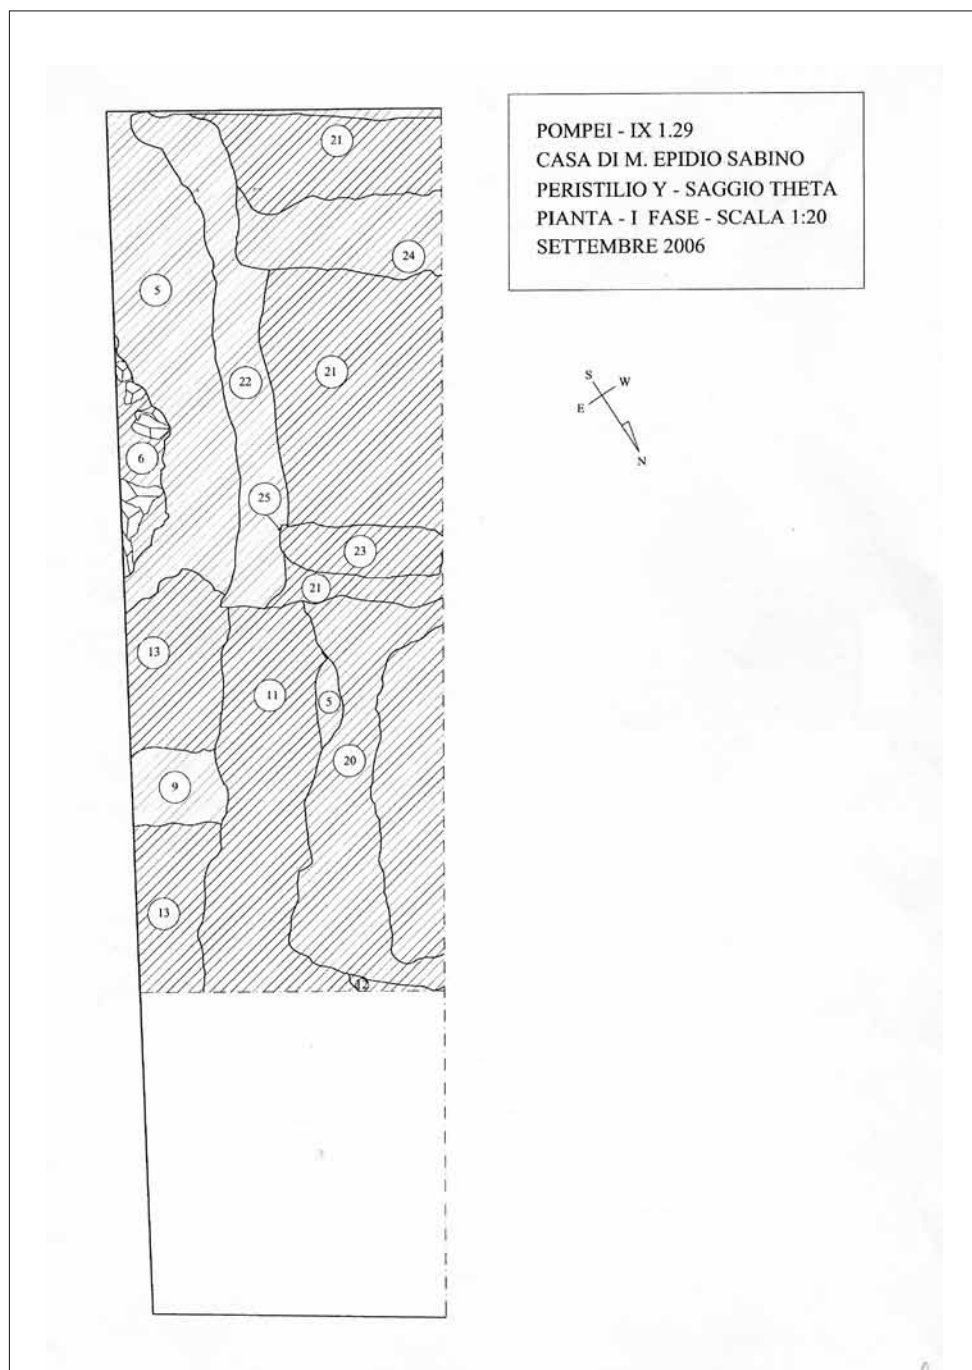 POMPEI - IX 1.29
CASA DI M. EPIDIO SABINO
PERISTILIO Y - SAGGIO THETA
PIANTA - I FASE - SCALA 1:20
SETTEMBRE 2006
21
24
5
21
22
6
25
23
21
13
11
5
20
9
13
12
S
W
E
N